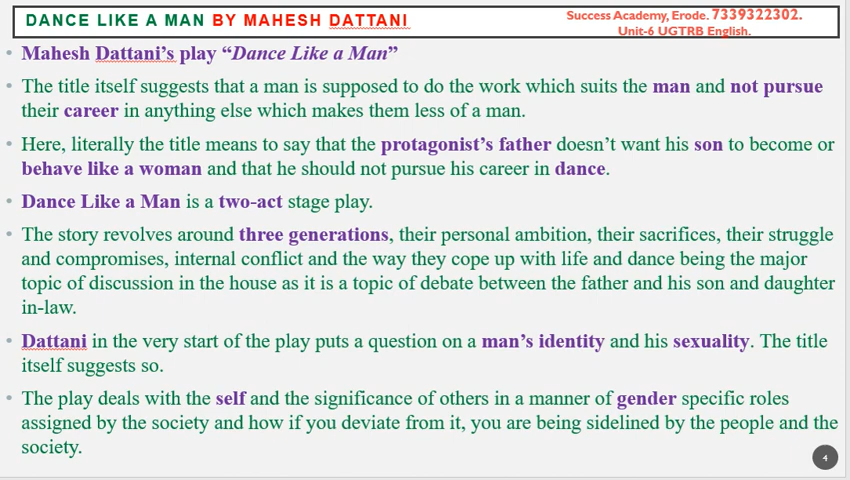 DANCE LIKE A MAN BY MAHESH DATTANI
Success Academy, Erode. 7339322302.
Unit-6 UGTRB English.
• Mahesh Dattani's play “Dance Like a Man”
• The title itself suggests that a man is supposed to do the work which suits the man and not pursue
their career in anything else which makes them less of a man.
• Here, literally the title means to say that the protagonist's father doesn't want his son to become or
behave like a woman and that he should not pursue his career in dance.
• Dance Like a Man is a two-act stage play.
• The story revolves around three generations, their personal ambition, their sacrifices, their struggle
and compromises, internal conflict and the way they cope up with life and dance being the major
topic of discussion in the house as it is a topic of debate between the father and his son and daughter
in-law.
• Dattani in the very start of the play puts a question on a man's identity and his sexuality. The title
itself suggests so.
• The play deals with the self and the significance of others in a manner of gender specific roles
assigned by the society and how if you deviate from it, you are being sidelined by the people and the
society.
4